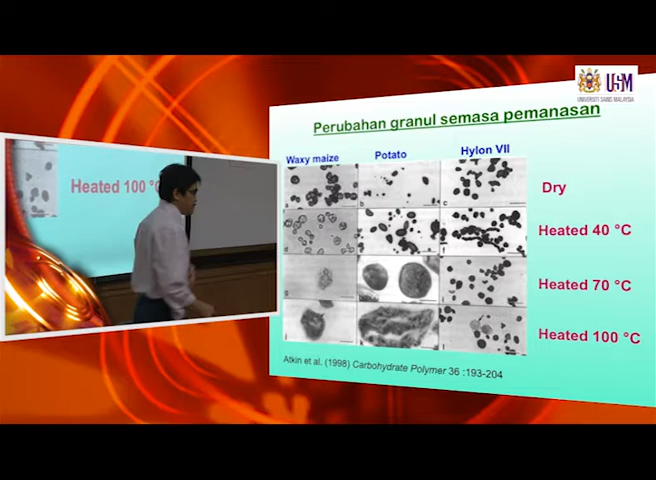 USM
UNIVERSITI SAINS MALAYSIA
Perubahan granul semasa pemanasan
Waxy maize Potato Hylon VII
Dry
Heated 40 °C
Heated 70 °C
Heated 100 °C
Atkin et al. (1998) Carbohydrate Polymer 36 :193-204
Heated 100 °C